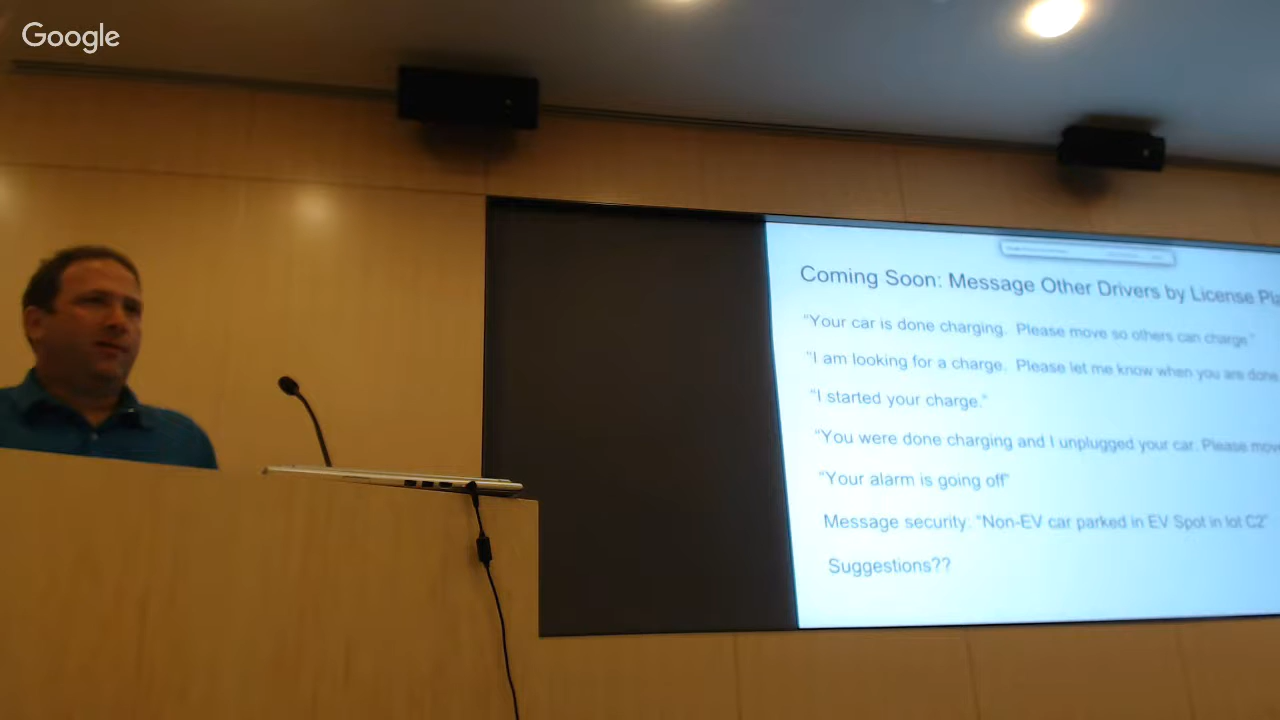 Google
Coming Soon: Message Other Drivers by License
"Your car is done charging. Please move so others can charge"
"I am looking for a charge. Please let me know when you are done
"I started your charge."
"You were done charging and I unplugged your car. Please move
"Your alarm is going off"
Message security: "Non-EV car parked in EV Spot in lot C2"
Suggestions??